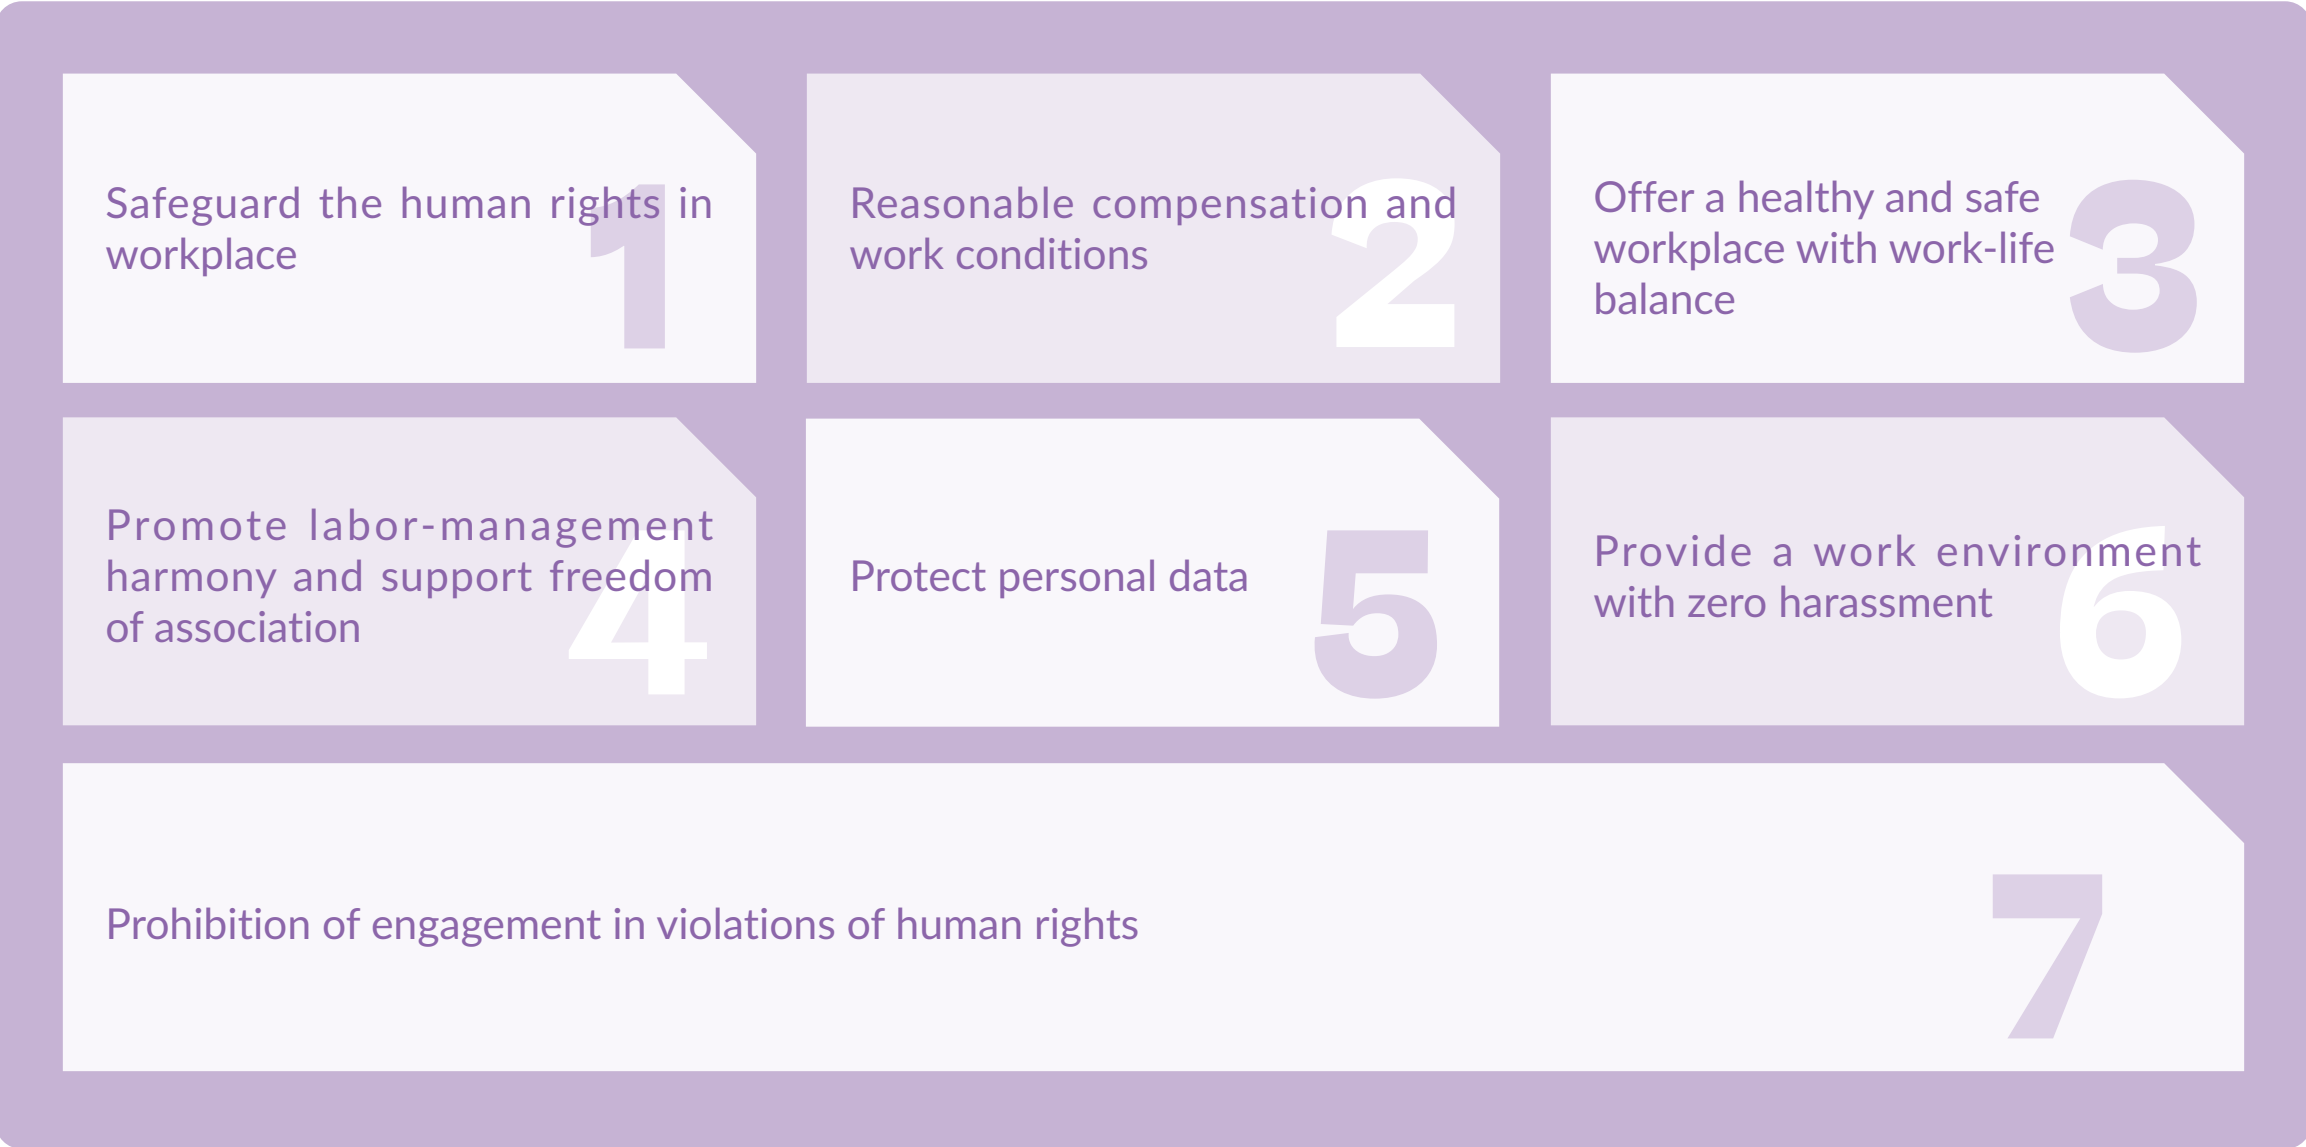 Safeguard the human rights in
workplace
1
Reasonable compensation and
work conditions
2
Offer a healthy and safe
workplace with work-life
balance
3
Promote labor-management
harmony and support freedom
of association
4
Protect personal data
5
Provide a work environment
with zero harassment
6
Prohibition of engagement in violations of human rights
7